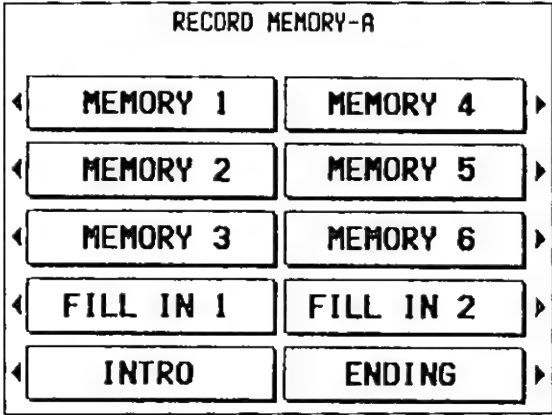 RECORD MEMORY-A
MEMORY 1 MEMORY 4
MEMORY 2 MEMORY 5
MEMORY 3 MEMORY 6
FILL IN 1 FILL IN 2
INTRO ENDING